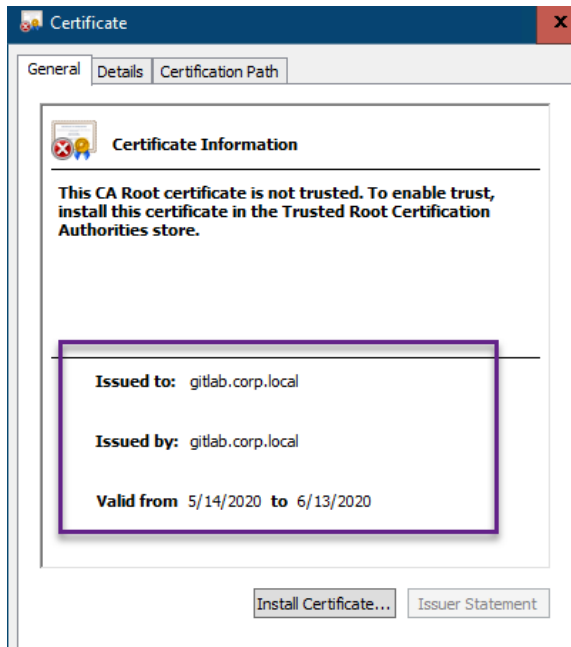 Certificate
x
General Details Certification Path
Certificate Information
This CA Root certificate is not trusted. To enable trust,
install this certificate in the Trusted Root Certification
Authorities store.
Issued to: gitlab.corp.local
Issued by: gitlab.corp.local
Valid from 5/14/2020 to 6/13/2020
Install Certificate... Issuer Statement